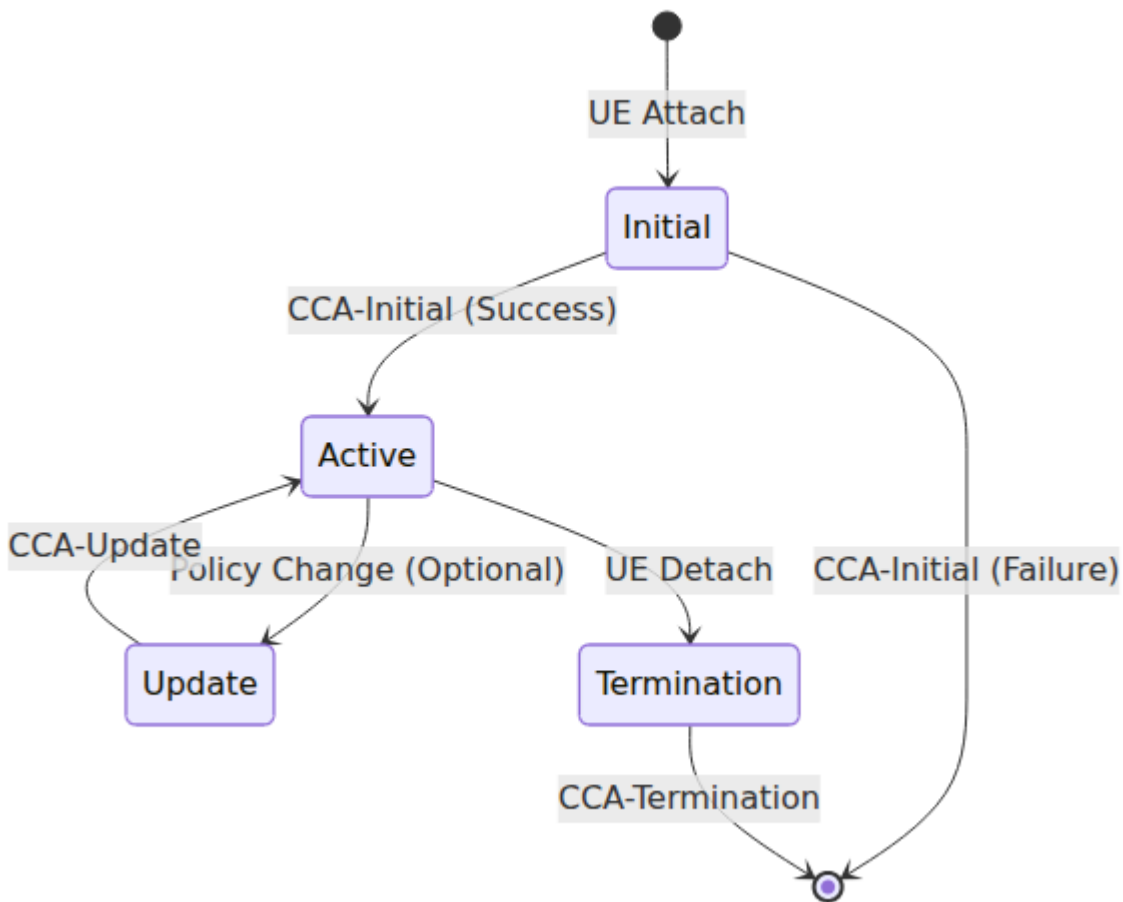 UE Attach
Initial
CCA-Initial (Success)
Active
CCA-Update
Policy Change (Optional)
UE Detach
CCA-Initial (Failure)
Update
Termination
CCA-Termination